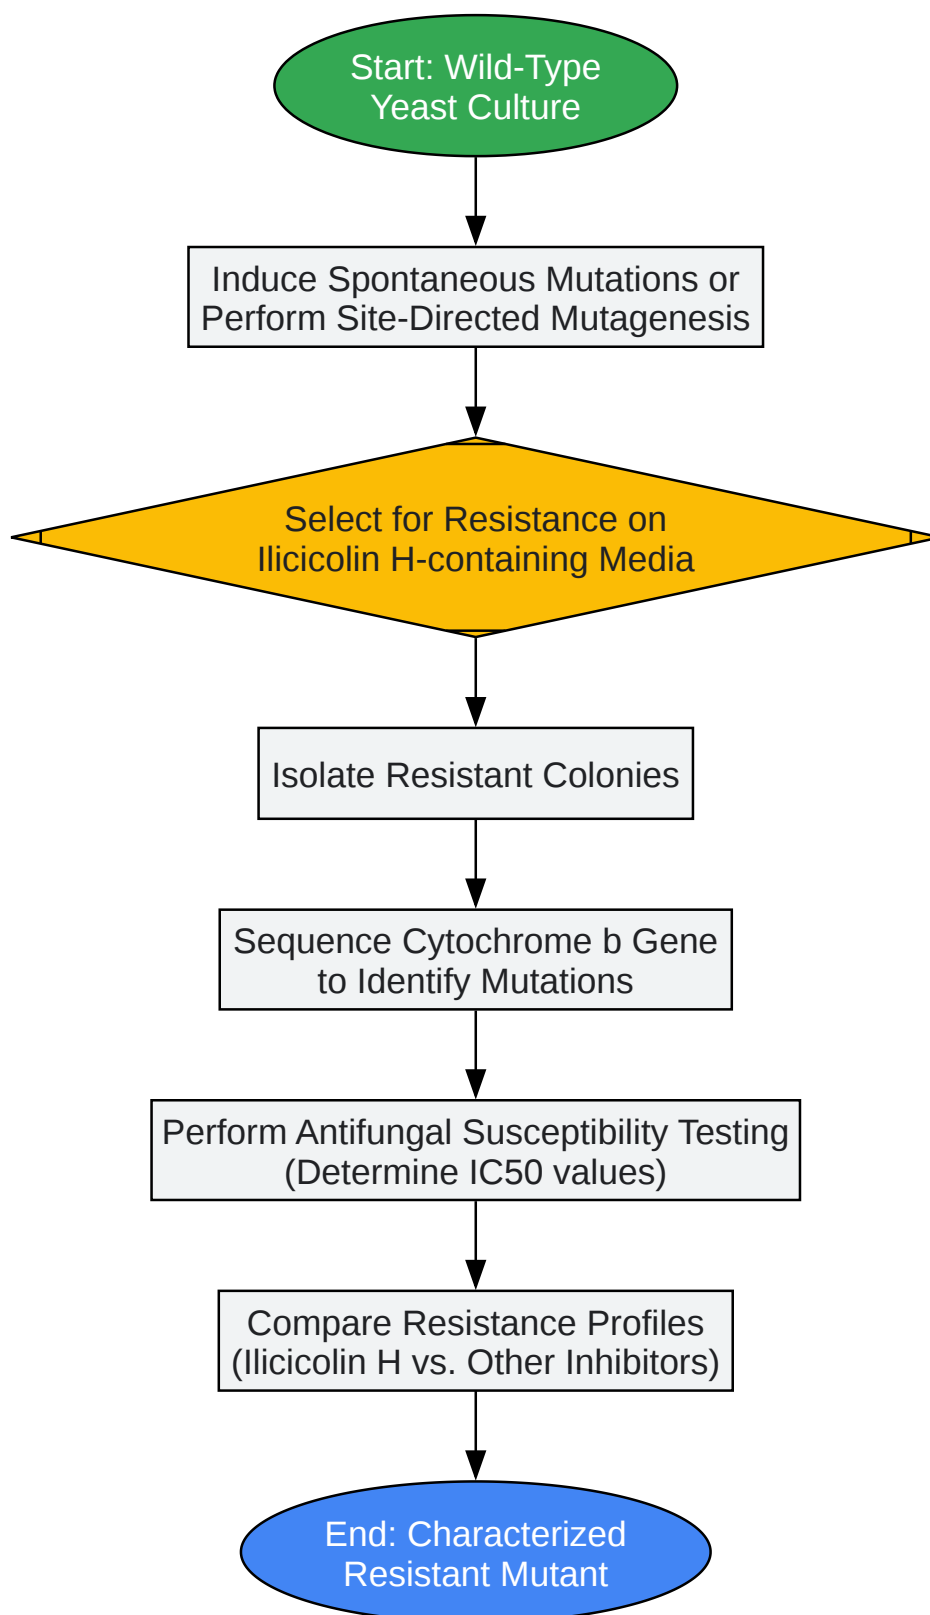 Start: Wild-Type
Yeast Culture
Induce Spontaneous Mutations or
Perform Site-Directed Mutagenesis
Select for Resistance on
Ilicicolin H-containing Media
Isolate Resistant Colonies
Sequence Cytochrome b Gene
to Identify Mutations
Perform Antifungal Susceptibility Testing
(Determine IC50 values)
Compare Resistance Profiles
(Ilicicolin H vs. Other Inhibitors)
End: Characterized
Resistant Mutant